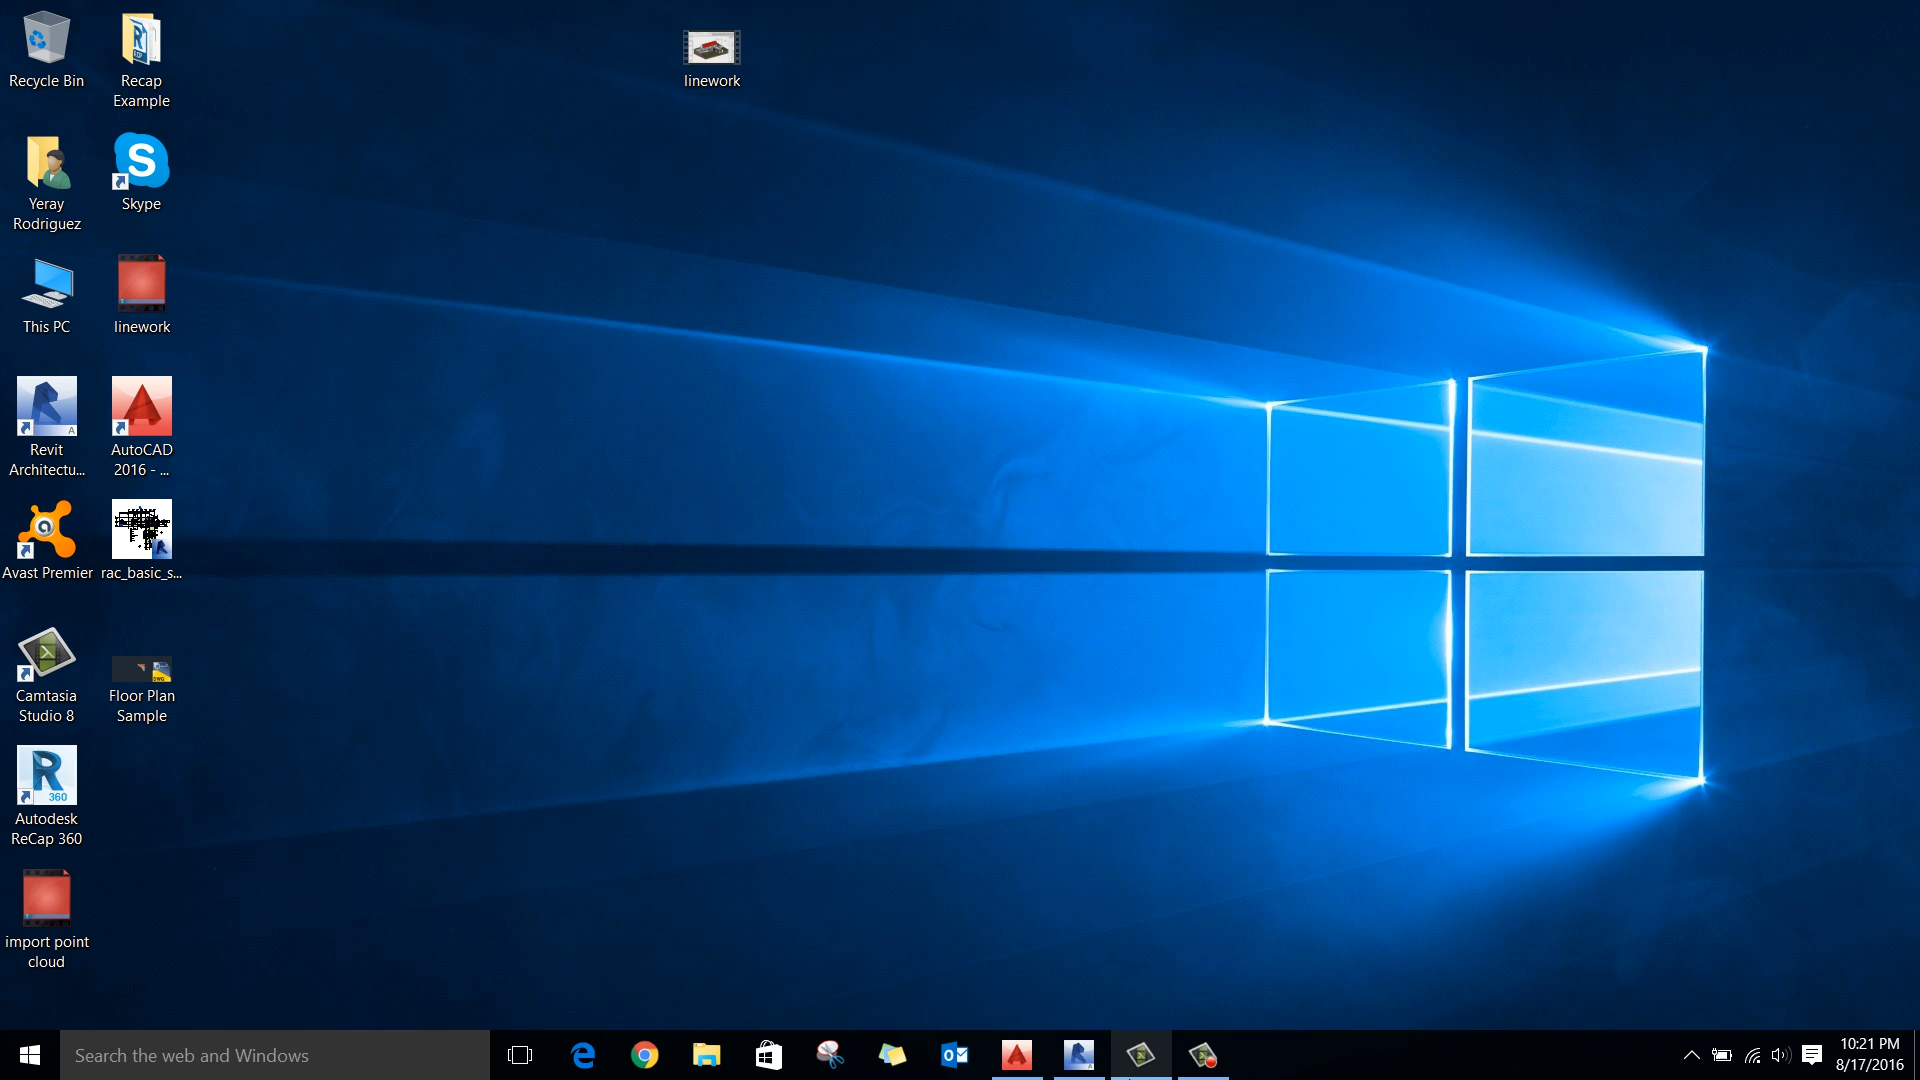 Recycle Bin
Recap
Example
linework
Yeray
Rodriguez
S
Skype
This PC
linework
A
Revit
Architectu...
AutoCAD
2016 - ...
a
Avast Premier
rac_basic_s...
Camtasia
Studio 8
DWG
Floor Plan
Sample
R
360
Autodesk
ReCap 360
import point
cloud
Search the web and Windows
10:21 PM
8/17/2016